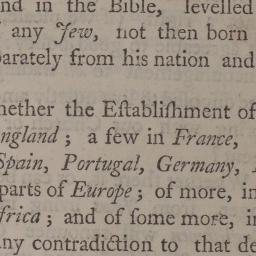 nd in the Bible, levelled
any Jew, not then born
parately from his nation and
hether the Eſtabliſhment of
ngland; a few in France,
Spain, Portugal, Germany,
parts of Europe; of more, in
frica; and of ſome more, i
ny contradiction to that de